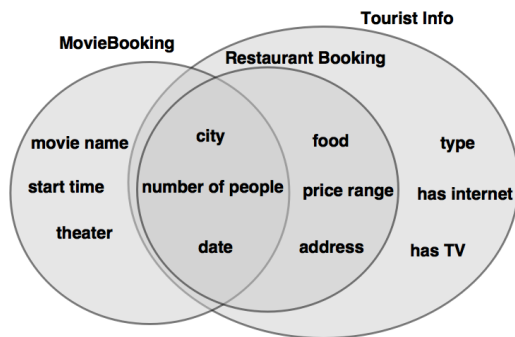 Tourist Info
MovieBooking
Restaurant Booking
movie name
city
food
type
start time
number of people
price range
has internet
theater
date
address
has TV